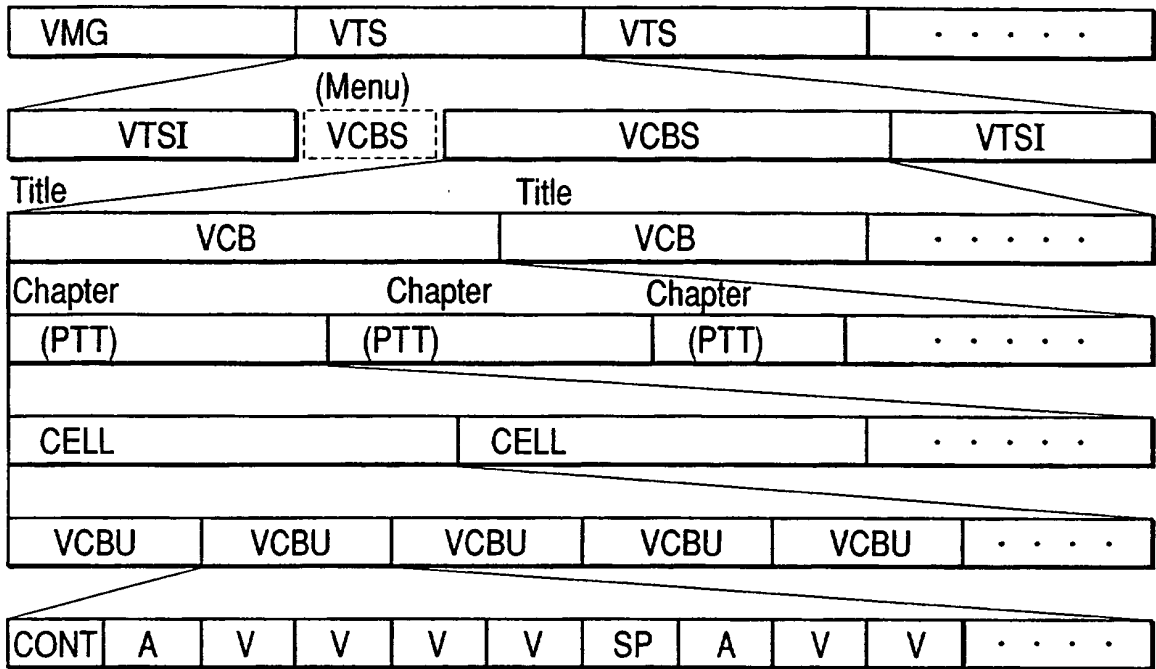 VMG VTS VTS · · · · ·
(Menu)
VTSI VCBS VCBS VTSI
Title Title
VCB VCB · · · · ·
Chapter Chapter Chapter
(PTT) (PTT) (PTT) · · · · ·
CELL CELL · · · · ·
VCBU VCBU VCBU VCBU VCBU · · · ·
CONT A V V V V SP A V V · · · ·